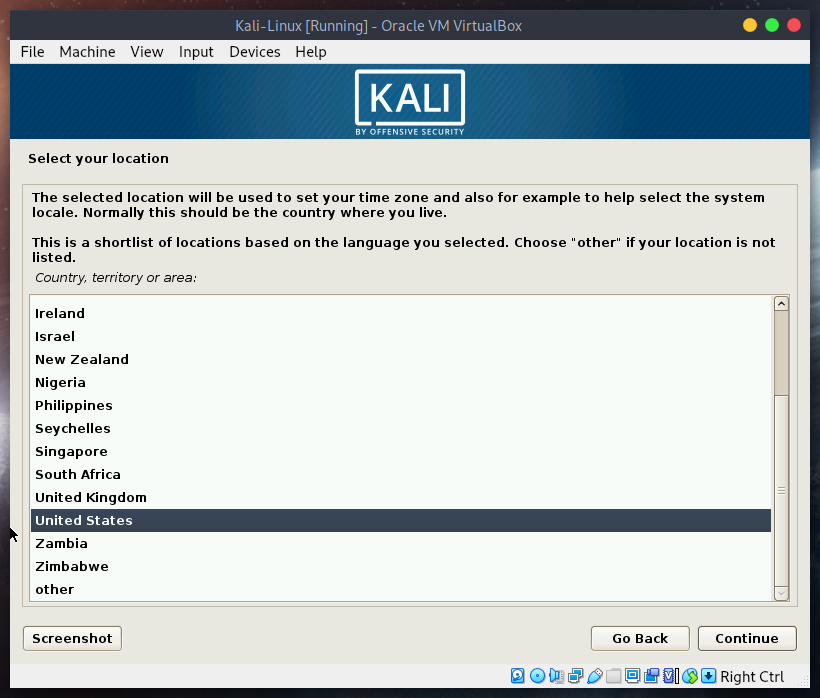 Kali-Linux [Running] - Oracle VM VirtualBox
File Machine View Input Devices Help
KALI
BY OFFENSIVE SECURITY
Select your location
The selected location will be used to set your time zone and also for example to help select the system
locale. Normally this should be the country where you live.
This is a shortlist of locations based on the language you selected. Choose "other" if your location is not
listed.
Country, territory or area:
Ireland
Israel
New Zealand
Nigeria
Philippines
Seychelles
Singapore
South Africa
United Kingdom
United States
Zambia
Zimbabwe
other
Screenshot Go Back Continue
Right Ctrl